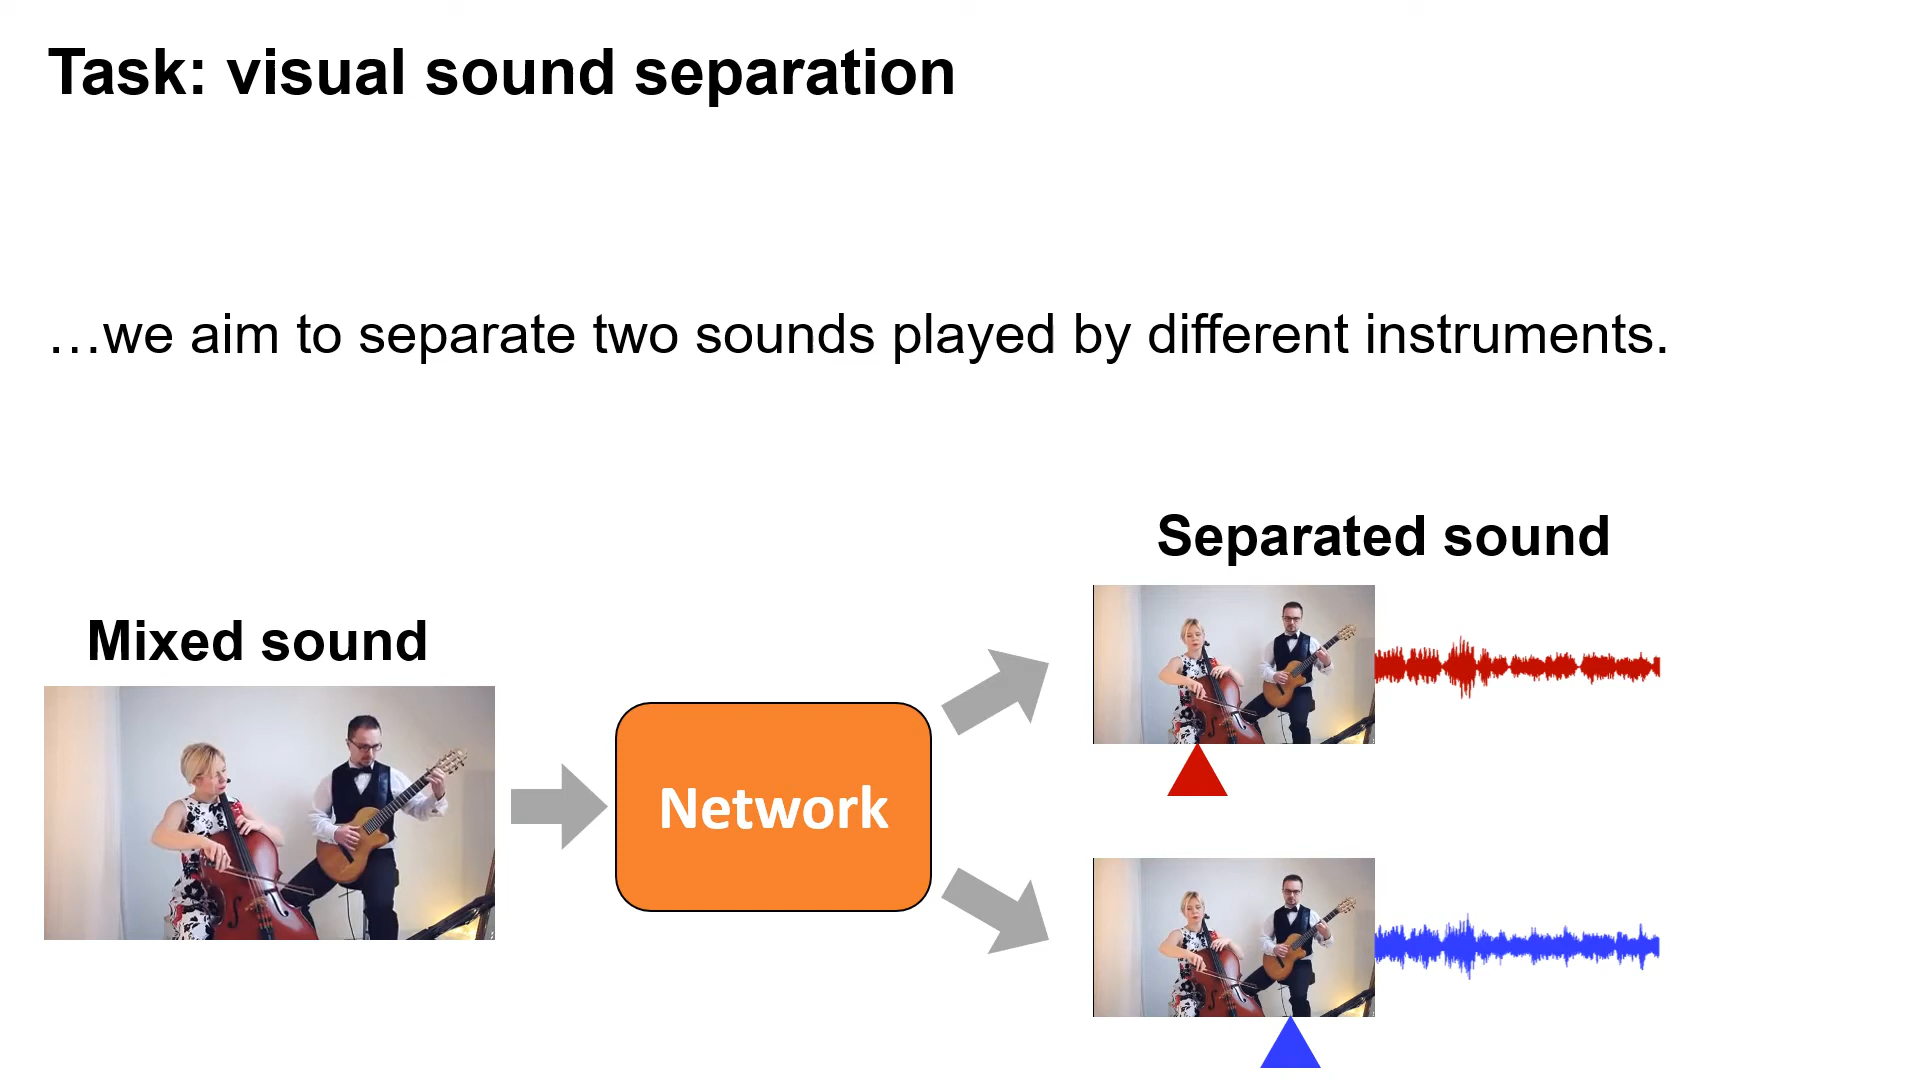 Task: visual sound separation
…we aim to separate two sounds played by different instruments.
Separated sound
Mixed sound
Network